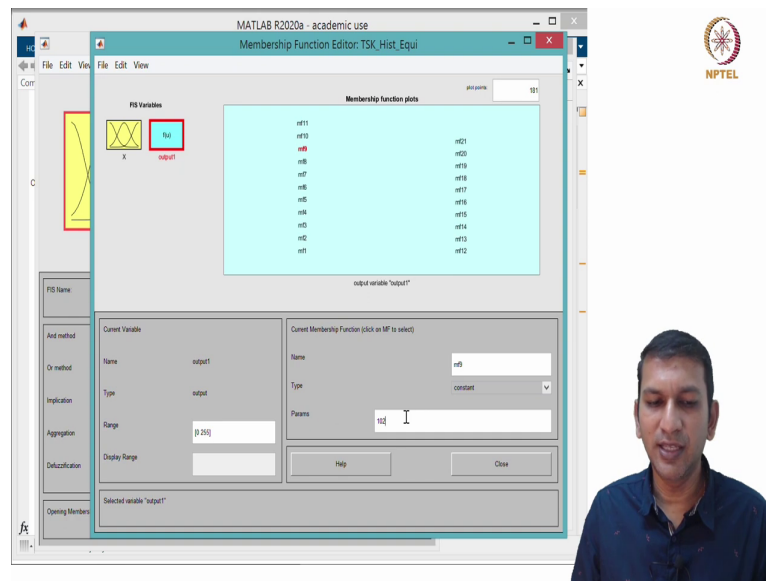 MATLAB R2020a - academic use
HO
Membership Function Editor: TSK_Hist_Equi
File Edit View
File Edit View
Com
NPTEL
FIS Variables
f(u)
X
output1
plot points:
181
Membership function plots
mf11
mf10
mf9
mf8
mf7
mf6
mf5
mf4
mf3
mf2
mf1
mf21
mf20
mf19
mf18
mf17
mf16
mf15
mf14
mf13
mf12
output variable "output1"
FIS Name:
And method
Or method
Implication
Aggregation
Defuzzification
Opening Members
Current Variable
Name
output1
Type
output
Range
[0 255]
Display Range
Current Membership Function (click on MF to select)
Name
mf9
Type
constant
Params
102
Help
Close
Selected variable "output1"
fx